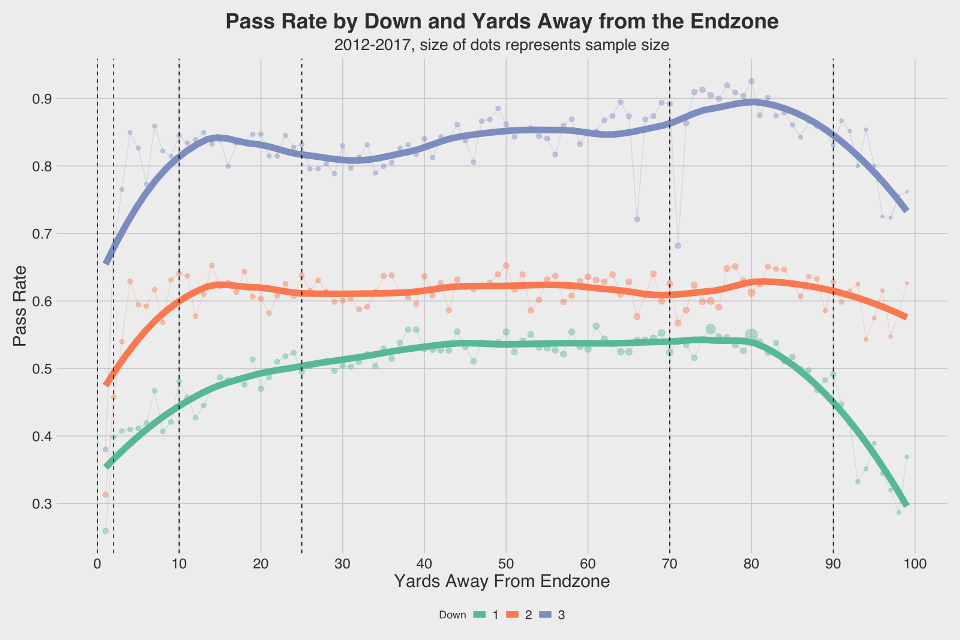 Pass Rate by Down and Yards Away from the Endzone
2012-2017, size of dots represents sample size
Pass Rate
0.9
0.8
0.7
0.6
0.5
0.4
0.3
0 10 20 30 40 50 60 70 80 90 100
Yards Away From Endzone
Down 1 2 3